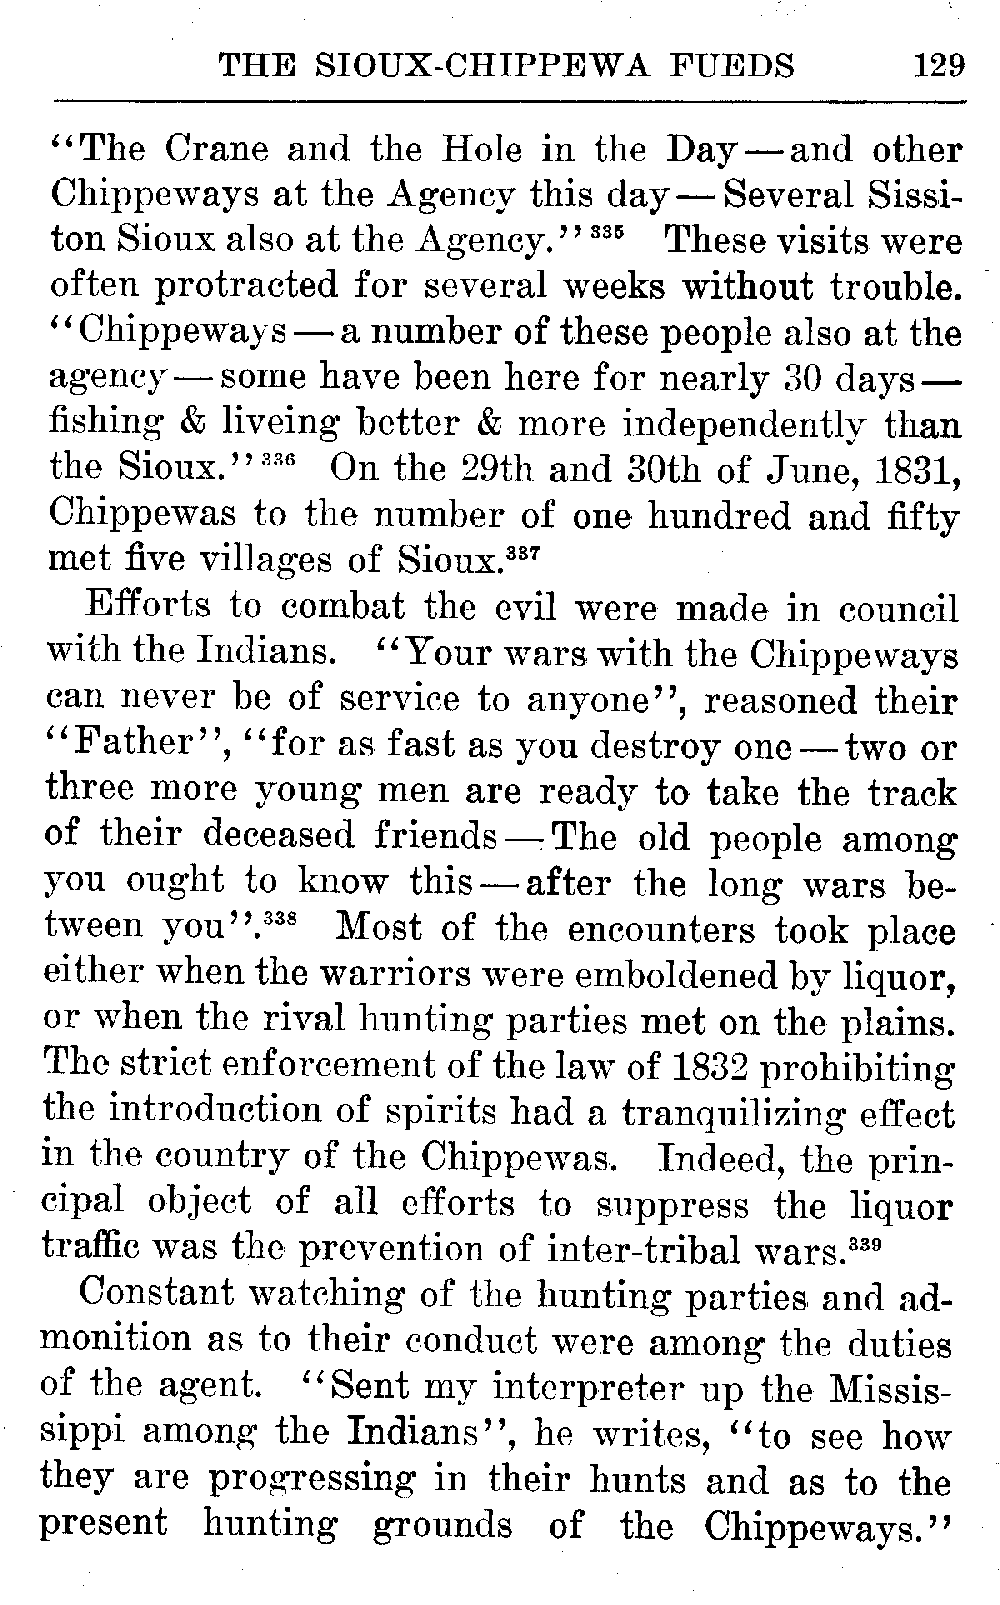 THE SIOUX-CHIPPEWA FUEDS 129
“The Crane and the Hole in the Day—and other
Chippeways at the Agency this day—Several Sissi-
ton Sioux also at the Agency.”³³⁵ These visits were
often protracted for several weeks without trouble.
“Chippeways—a number of these people also at the
agency—some have been here for nearly 30 days—
fishing & liveing better & more independently than
the Sioux.”³³⁶ On the 29th and 30th of June, 1831,
Chippewas to the number of one hundred and fifty
met five villages of Sioux.³³⁷
Efforts to combat the evil were made in council
with the Indians. “Your wars with the Chippeways
can never be of service to anyone”, reasoned their
“Father”, “for as fast as you destroy one—two or
three more young men are ready to take the track
of their deceased friends—The old people among
you ought to know this—after the long wars be-
tween you”.³³⁸ Most of the encounters took place
either when the warriors were emboldened by liquor,
or when the rival hunting parties met on the plains.
The strict enforcement of the law of 1832 prohibiting
the introduction of spirits had a tranquilizing effect
in the country of the Chippewas. Indeed, the prin-
cipal object of all efforts to suppress the liquor
traffic was the prevention of inter-tribal wars.³³⁹
Constant watching of the hunting parties and ad-
monition as to their conduct were among the duties
of the agent. “Sent my interpreter up the Missis-
sippi among the Indians”, he writes, “to see how
they are progressing in their hunts and as to the
present hunting grounds of the Chippeways.”